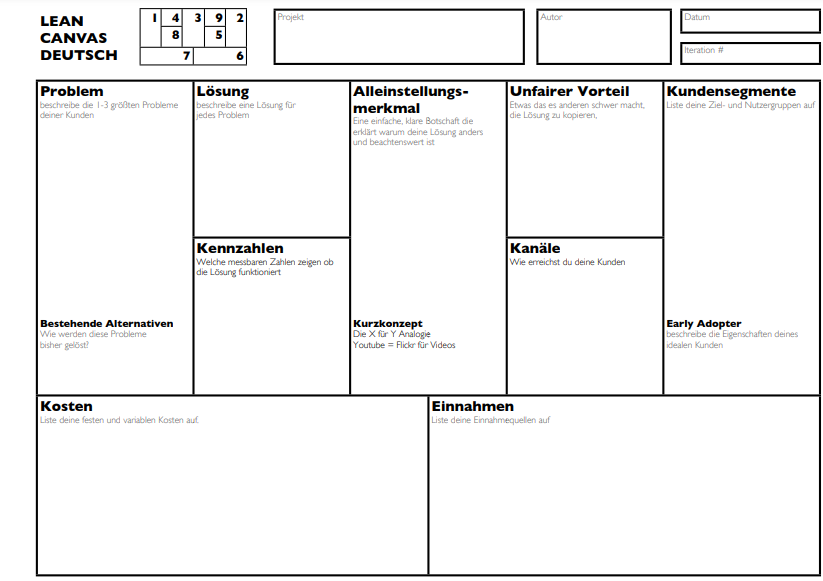 LEAN
CANVAS
DEUTSCH
1 4 3 9 2
8 5
7 6
Projekt
Autor
Datum
Iteration #
Problem
beschreibe die 1-3 größten Probleme
deiner Kunden
Bestehende Alternativen
Wie werden diese Probleme
bisher gelöst?
Lösung
beschreibe eine Lösung für
jedes Problem
Kennzahlen
Welche messbaren Zahlen zeigen ob
die Lösung funktioniert
Alleinstellungs-
merkmal
Eine einfache, klare Botschaft die
erklärt warum deine Lösung anders
und beachtenswert ist
Kurzkonzept
Die X für Y Analogie
Youtube = Flickr für Videos
Unfairer Vorteil
Etwas das es anderen schwer macht,
die Lösung zu kopieren,
Kanäle
Wie erreichst du deine Kunden
Kundensegmente
Liste deine Ziel- und Nutzergruppen auf
Early Adopter
beschreibe die Eigenschaften deines
idealen Kunden
Kosten
Liste deine festen und variablen Kosten auf.
Einnahmen
Liste deine Einnahmequellen auf